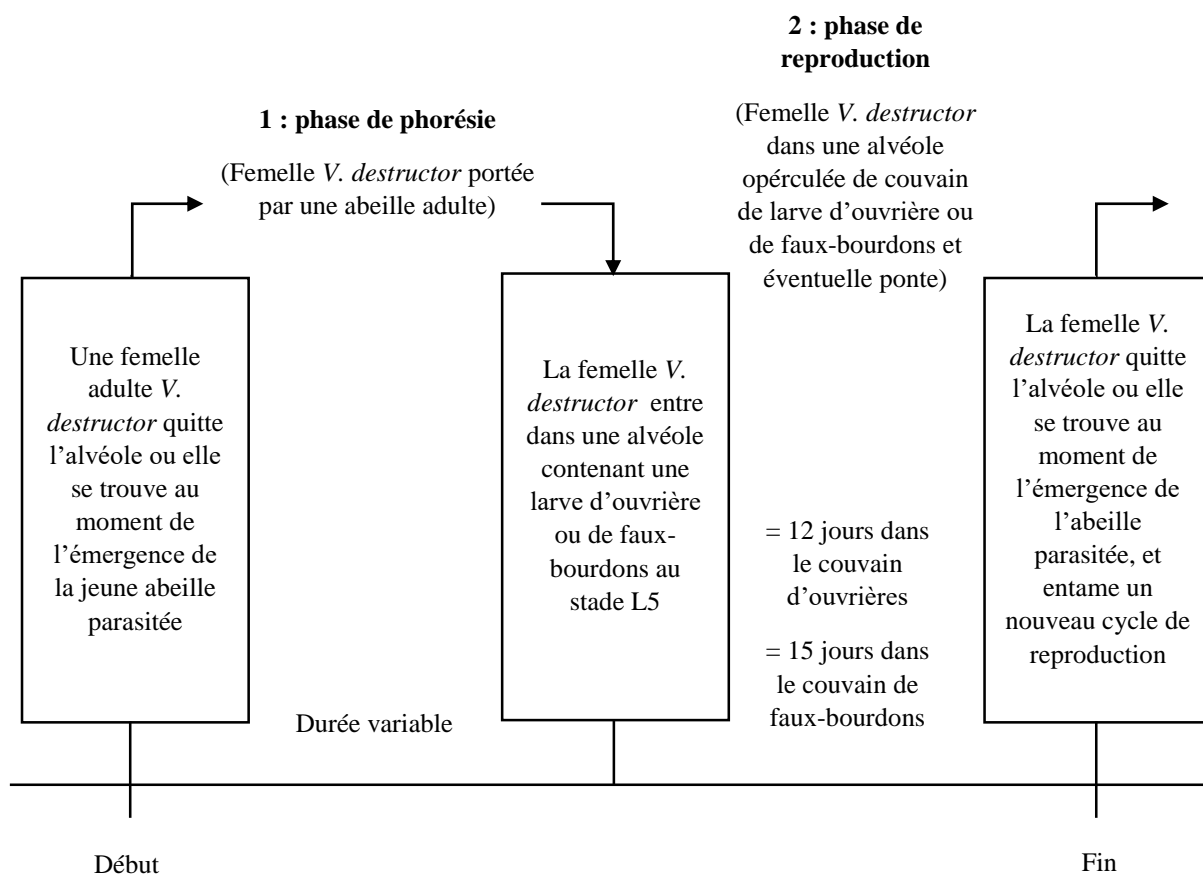 2 : phase de
reproduction
1 : phase de phorésie
(Femelle V. destructor portée
par une abeille adulte)
(Femelle V. destructor
dans une alvéole
opérculée de couvain
de larve d’ouvrière ou
de faux-bourdons et
éventuelle ponte)
Une femelle
adulte V.
destructor quitte
l’alvéole ou elle
se trouve au
moment de
l’émergence de
la jeune abeille
parasitée
La femelle V.
destructor entre
dans une alvéole
contenant une
larve d’ouvrière
ou de faux-
bourdons au
stade L5
La femelle V.
destructor quitte
l’alvéole ou elle
se trouve au
moment de
l’émergence de
l’abeille
parasitée, et
entame un
nouveau cycle de
reproduction
= 12 jours dans
le couvain
d’ouvrières
= 15 jours dans
le couvain de
faux-bourdons
Durée variable
Début
Fin